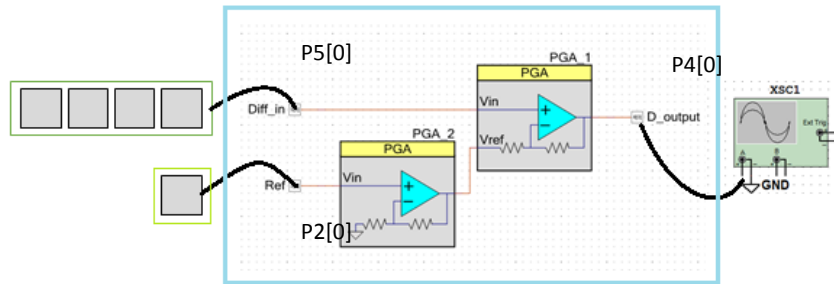 P5[0]
PGA_1
P4[0]
PGA
XSC1
Diff_in
Vin
D_output
Ext Trig
PGA_2
Vref
A
B
PGA
Ref
Vin
GND
P2[0]